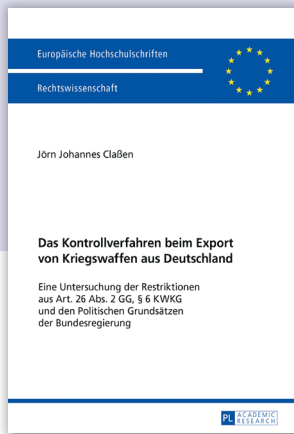 Europäische Hochschulschriften
Rechtswissenschaft
Jörn Johannes Claßen
Das Kontrollverfahren beim Export
von Kriegswaffen aus Deutschland
Eine Untersuchung der Restriktionen
aus Art. 26 Abs. 2 GG, § 6 KWKG
und den Politischen Grundsätzen
der Bundesregierung
PL ACADEMIC
RESEARCH